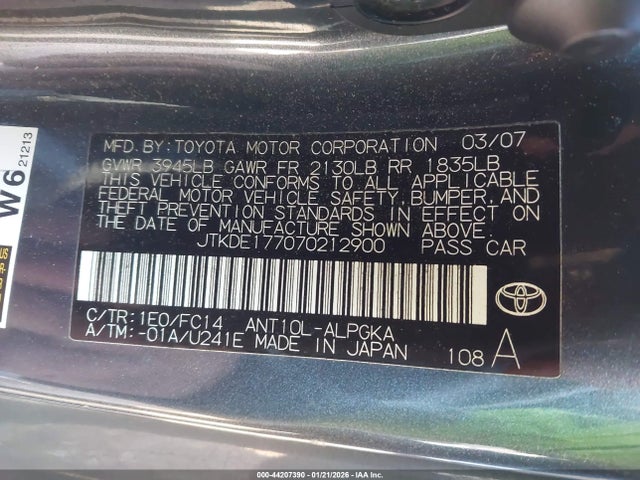 MFD. BY: TOYOTA MOTOR CORPORATION 03/07
GVWR 3945LB GAWR FR 2130LB RR 1835LB
THIS VEHICLE CONFORMS TO ALL APPLICABLE
FEDERAL MOTOR VEHICLE SAFETY, BUMPER, AND
THEFT PREVENTION STANDARDS IN EFFECT ON
THE DATE OF MANUFACTURE SHOWN ABOVE.
JTKDE177070212900 PASS CAR
C/TR: 1E0/FC14 ANT10L-ALPGKA
A/TM: -01A/U241E MADE IN JAPAN
108 A
W6
21213
000-44207390 - 01/21/2026 - IAA Inc.